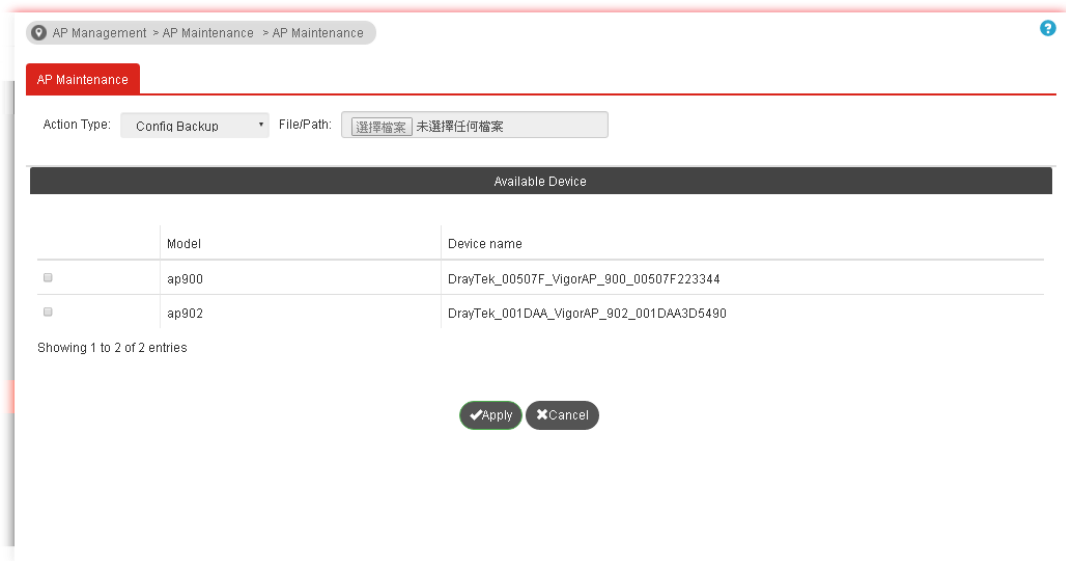 AP Management > AP Maintenance > AP Maintenance
AP Maintenance
Action Type: Config Backup File/Path: 選擇檔案 未選擇任何檔案
Available Device
Model Device name
ap900 DrayTek_00507F_VigorAP_900_00507F223344
ap902 DrayTek_001DAA_VigorAP_902_001DAA3D5490
Showing 1 to 2 of 2 entries
Apply Cancel